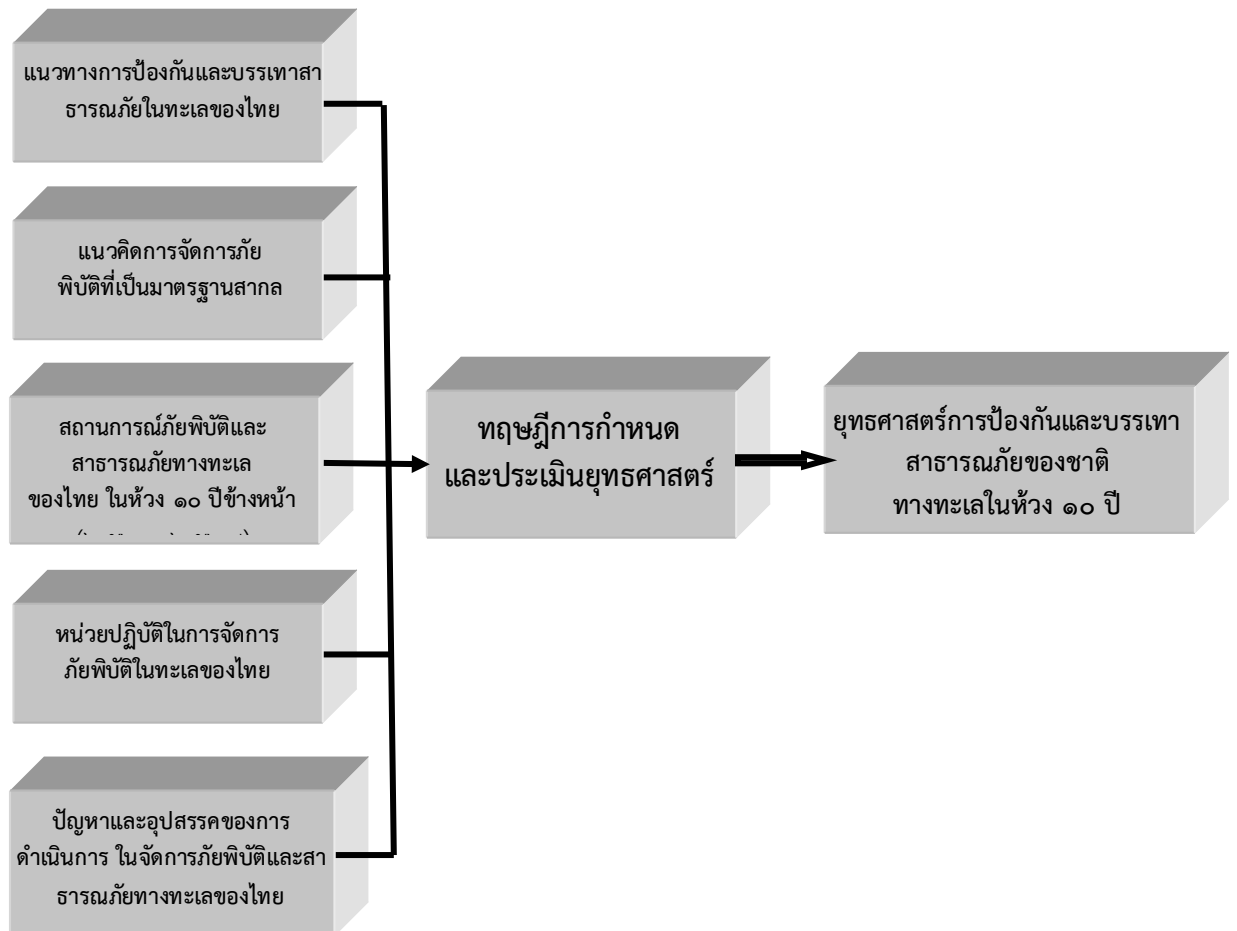 แนวทางการป้องกันและบรรเทาสา
ธารณภัยในทะเลของไทย
แนวคิดการจัดการภัย
พิบัติที่เป็นมาตรฐานสากล
สถานการณ์ภัยพิบัติและ
สาธารณภัยทางทะเล
ของไทย ในห้วง ๑๐ ปีข้างหน้า
หน่วยปฏิบัติในการจัดการ
ภัยพิบัติในทะเลของไทย
ปัญหาและอุปสรรคของการ
ดำเนินการ ในจัดการภัยพิบัติและสา
ธารณภัยทางทะเลของไทย
ทฤษฎีการกำหนด
และประเมินยุทธศาสตร์
ยุทธศาสตร์การป้องกันและบรรเทา
สาธารณภัยของชาติ
ทางทะเลในห้วง ๑๐ ปี